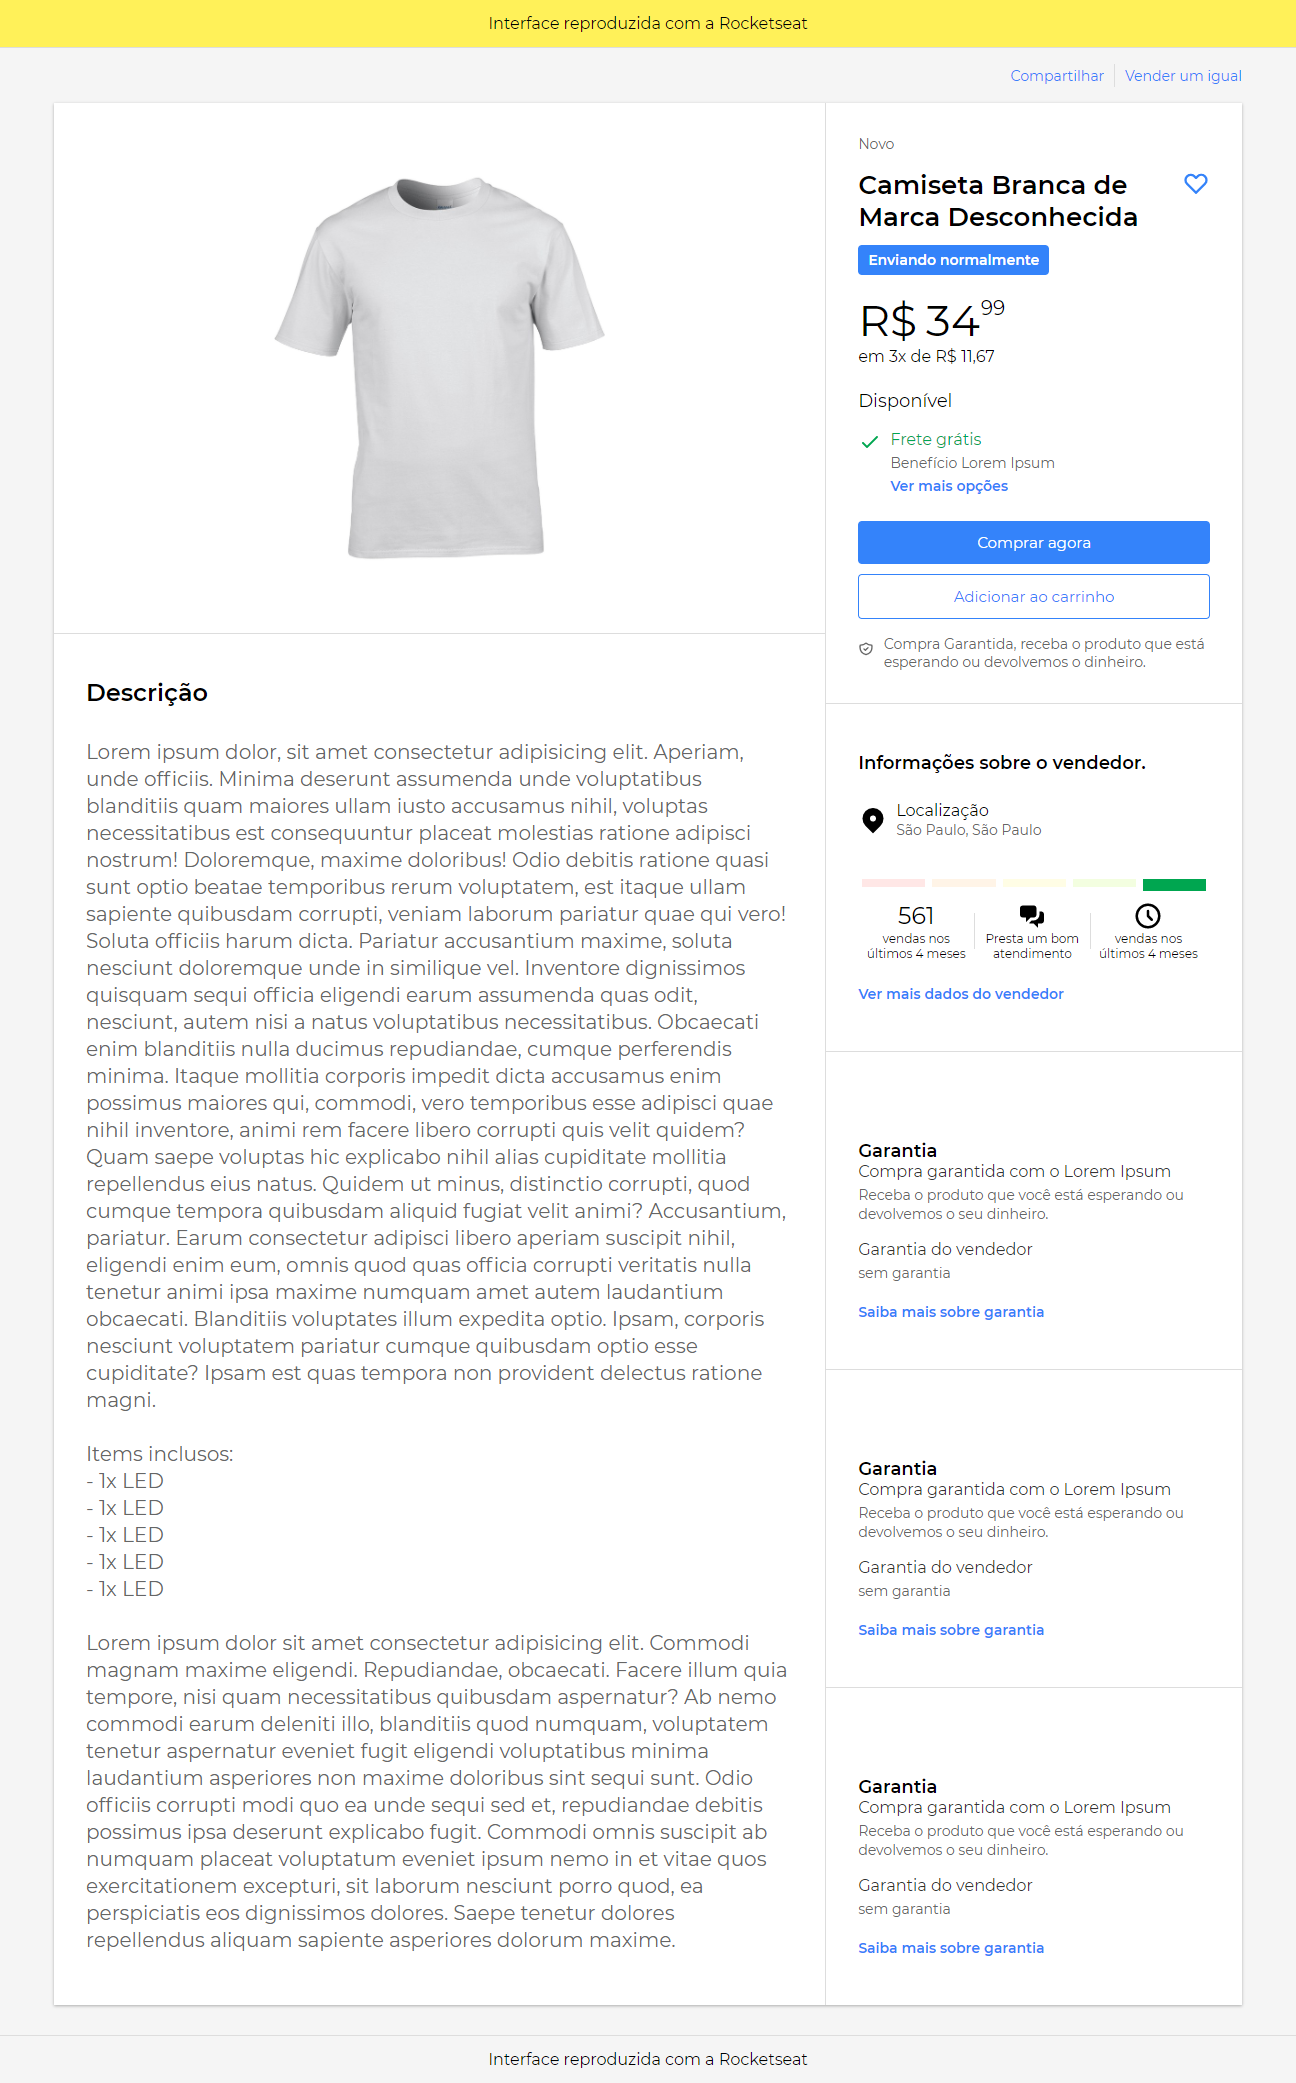 Interface reproduzida com a Rocketseat
Compartilhar
Vender um igual
Novo
Camiseta Branca de
Marca Desconhecida
Enviando normalmente
R$ 34 99
em 3x de R$ 11,67
Disponível
Frete grátis
Benefício Lorem Ipsum
Ver mais opções
Comprar agora
Adicionar ao carrinho
Compra Garantida, receba o produto que está
esperando ou devolvemos o dinheiro.
Descrição
Lorem ipsum dolor, sit amet consectetur adipisicing elit. Aperiam,
unde officiis. Minima deserunt assumenda unde voluptatibus
blanditiis quam maiores ullam iusto accusamus nihil, voluptas
necessitatibus est consequuntur placeat molestias ratione adipisci
nostrum! Doloremque, maxime doloribus! Odio debitis ratione quasi
sunt optio beatae temporibus rerum voluptatem, est itaque ullam
sapiente quibusdam corrupti, veniam laborum pariatur quae qui vero!
Soluta officiis harum dicta. Pariatur accusantium maxime, soluta
nesciunt doloremque unde in similique vel. Inventore dignissimos
quisquam sequi officia eligendi earum assumenda quas odit,
nesciunt, autem nisi a natus voluptatibus necessitatibus. Obcaecati
enim blanditiis nulla ducimus repudiandae, cumque perferendis
minima. Itaque mollitia corporis impedit dicta accusamus enim
possimus maiores qui, commodi, vero temporibus esse adipisci quae
nihil inventore, animi rem facere libero corrupti quis velit quidem?
Quam saepe voluptas hic explicabo nihil alias cupiditate mollitia
repellendus eius natus. Quidem ut minus, distinctio corrupti, quod
cumque tempora quibusdam aliquid fugiat velit animi? Accusantium,
pariatur. Earum consectetur adipisci libero aperiam suscipit nihil,
eligendi enim eum, omnis quod quas officia corrupti veritatis nulla
tenetur animi ipsa maxime numquam amet autem laudantium
obcaecati. Blanditiis voluptates illum expedita optio. Ipsam, corporis
nesciunt voluptatem pariatur cumque quibusdam optio esse
cupiditate? Ipsam est quas tempora non provident delectus ratione
magni.
Items inclusos:
- 1x LED
- 1x LED
- 1x LED
- 1x LED
- 1x LED
Lorem ipsum dolor sit amet consectetur adipisicing elit. Commodi
magnam maxime eligendi. Repudiandae, obcaecati. Facere illum quia
tempore, nisi quam necessitatibus quibusdam aspernatur? Ab nemo
commodi earum deleniti illo, blanditiis quod numquam, voluptatem
tenetur aspernatur eveniet fugit eligendi voluptatibus minima
laudantium asperiores non maxime doloribus sint sequi sunt. Odio
officiis corrupti modi quo ea unde sequi sed et, repudiandae debitis
possimus ipsa deserunt explicabo fugit. Commodi omnis suscipit ab
numquam placeat voluptatum eveniet ipsum nemo in et vitae quos
exercitationem excepturi, sit laborum nesciunt porro quod, ea
perspiciatis eos dignissimos dolores. Saepe tenetur dolores
repellendus aliquam sapiente asperiores dolorum maxime.
Informações sobre o vendedor.
Localização
São Paulo, São Paulo
561
vendas nos
últimos 4 meses
Presta um bom
atendimento
vendas nos
últimos 4 meses
Ver mais dados do vendedor
Garantia
Compra garantida com o Lorem Ipsum
Receba o produto que você está esperando ou
devolvemos o seu dinheiro.
Garantia do vendedor
sem garantia
Saiba mais sobre garantia
Garantia
Compra garantida com o Lorem Ipsum
Receba o produto que você está esperando ou
devolvemos o seu dinheiro.
Garantia do vendedor
sem garantia
Saiba mais sobre garantia
Garantia
Compra garantida com o Lorem Ipsum
Receba o produto que você está esperando ou
devolvemos o seu dinheiro.
Garantia do vendedor
sem garantia
Saiba mais sobre garantia
Interface reproduzida com a Rocketseat